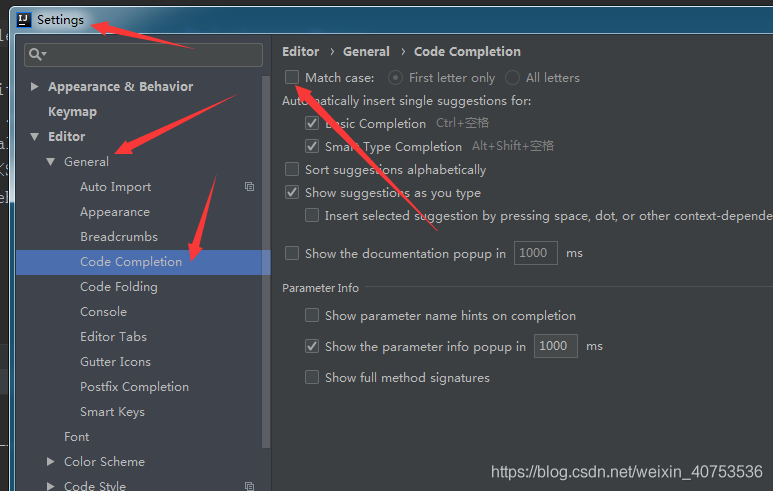 Settings
Appearance & Behavior
Keymap
Editor
General
Auto Import
Appearance
Breadcrumbs
Code Completion
Code Folding
Console
Editor Tabs
Gutter Icons
Postfix Completion
Smart Keys
Font
Color Scheme
Code Style
Editor › General › Code Completion
Match case: First letter only All letters
Automatically insert single suggestions for:
Basic Completion Ctrl+空格
Smart Type Completion Alt+Shift+空格
Sort suggestions alphabetically
Show suggestions as you type
Insert selected suggestion by pressing space, dot, or other context-depende
Show the documentation popup in 1000 ms
Parameter Info
Show parameter name hints on completion
Show the parameter info popup in 1000 ms
Show full method signatures
https://blog.csdn.net/weixin_40753536